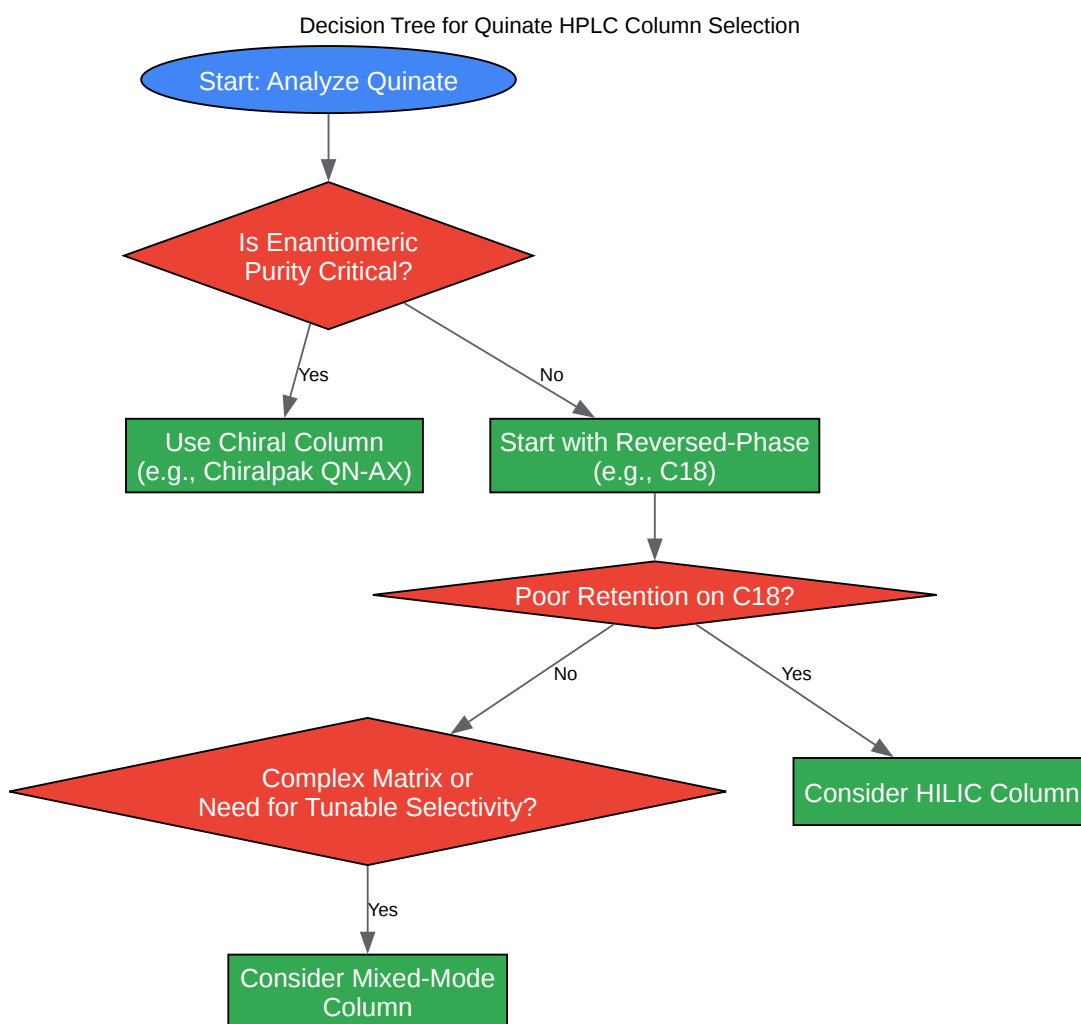 Decision Tree for Quinate HPLC Column Selection
Start: Analyze Quinate
Is Enantiomeric
Purity Critical?
Yes
No
Use Chiral Column
(e.g., Chiralpak QN-AX)
Start with Reversed-Phase
(e.g., C18)
Poor Retention on C18?
No
Yes
Complex Matrix or
Need for Tunable Selectivity?
Consider HILIC Column
Yes
Consider Mixed-Mode
Column